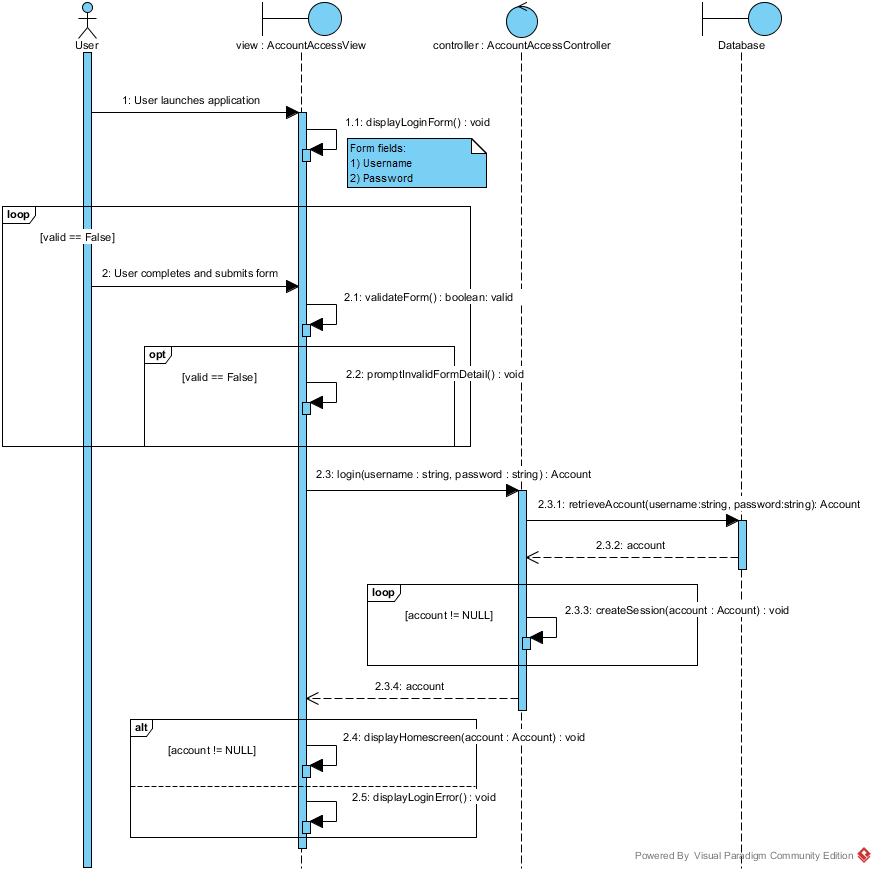 User
view : AccountAccessView
controller : AccountAccessController
Database
1: User launches application
1.1: displayLoginForm() : void
Form fields:
1) Username
2) Password
loop
[valid == False]
2: User completes and submits form
2.1: validateForm() : boolean: valid
opt
[valid == False]
2.2: promptInvalidFormDetail() : void
2.3: login(username : string, password : string) : Account
2.3.1: retrieveAccount(username:string, password:string): Account
2.3.2: account
loop
[account != NULL]
2.3.3: createSession(account : Account) : void
2.3.4: account
alt
[account != NULL]
2.4: displayHomescreen(account : Account) : void
2.5: displayLoginError() : void
Powered By Visual Paradigm Community Edition